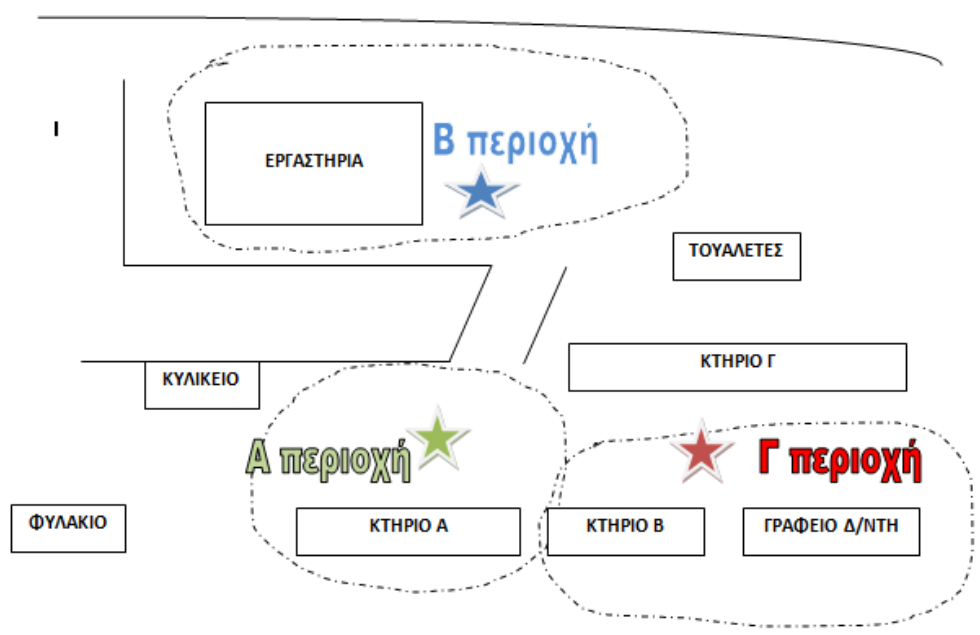 Ι
ΕΡΓΑΣΤΗΡΙΑ
Β περιοχή
ΤΟΥΑΛΕΤΕΣ
ΚΤΗΡΙΟ Γ
ΚΥΛΙΚΕΙΟ
Α περιοχή
Γ περιοχή
ΦΥΛΑΚΙΟ
ΚΤΗΡΙΟ Α
ΚΤΗΡΙΟ Β
ΓΡΑΦΕΙΟ Δ/ΝΤΗ